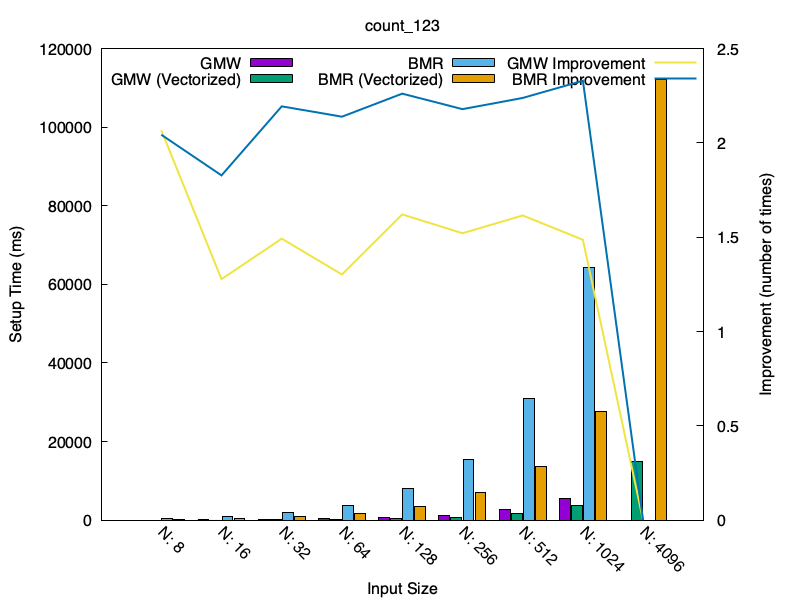 count_123
GMW
GMW (Vectorized)
BMR
BMR (Vectorized)
GMW Improvement
BMR Improvement
120000
100000
80000
60000
40000
20000
0
Setup Time (ms)
2.5
2
1.5
1
0.5
0
Improvement (number of times)
N: 8
N: 16
N: 32
N: 64
N: 128
N: 256
N: 512
N: 1024
N: 4096
Input Size